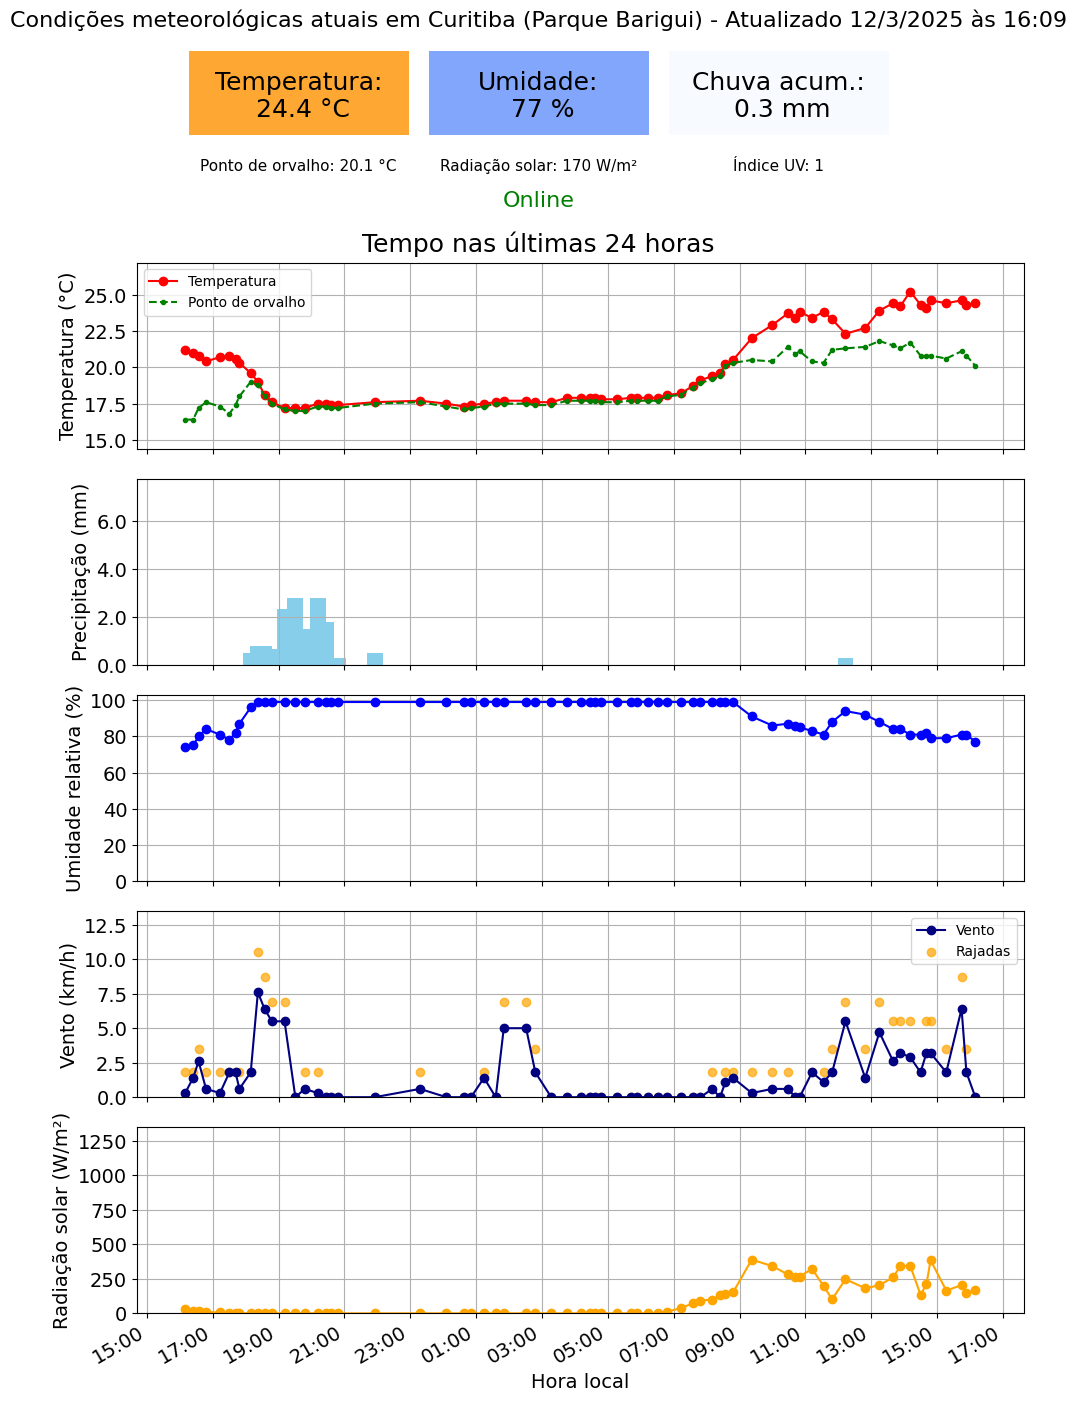 Condições meteorológicas atuais em Curitiba (Parque Barigui) - Atualizado 12/3/2025 às 16:09
Temperatura:
24.4 °C
Umidade:
77 %
Chuva acum.:
0.3 mm
Ponto de orvalho: 20.1 °C
Radiação solar: 170 W/m²
Índice UV: 1
Online
Tempo nas últimas 24 horas
Temperatura (°C)
25.0
22.5
20.0
17.5
15.0
Temperatura
Ponto de orvalho
Precipitação (mm)
6.0
4.0
2.0
0.0
Umidade relativa (%)
100
80
60
40
20
0
Vento (km/h)
12.5
10.0
7.5
5.0
2.5
0.0
Vento
Rajadas
Radiação solar (W/m²)
1250
1000
750
500
250
0
15:00
17:00
19:00
21:00
23:00
01:00
03:00
05:00
07:00
09:00
11:00
13:00
15:00
17:00
Hora local